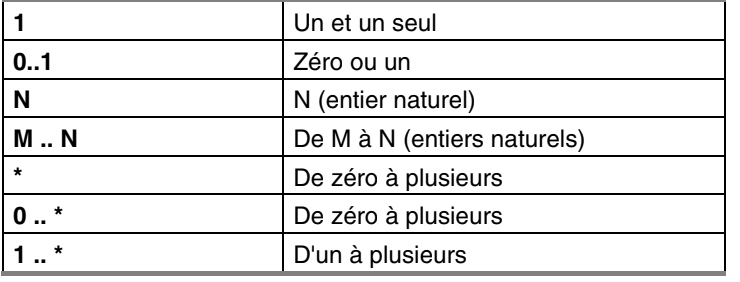 1 Un et un seul
0..1 Zéro ou un
N N (entier naturel)
M .. N De M à N (entiers naturels)
* De zéro à plusieurs
0 .. * De zéro à plusieurs
1 .. * D'un à plusieurs